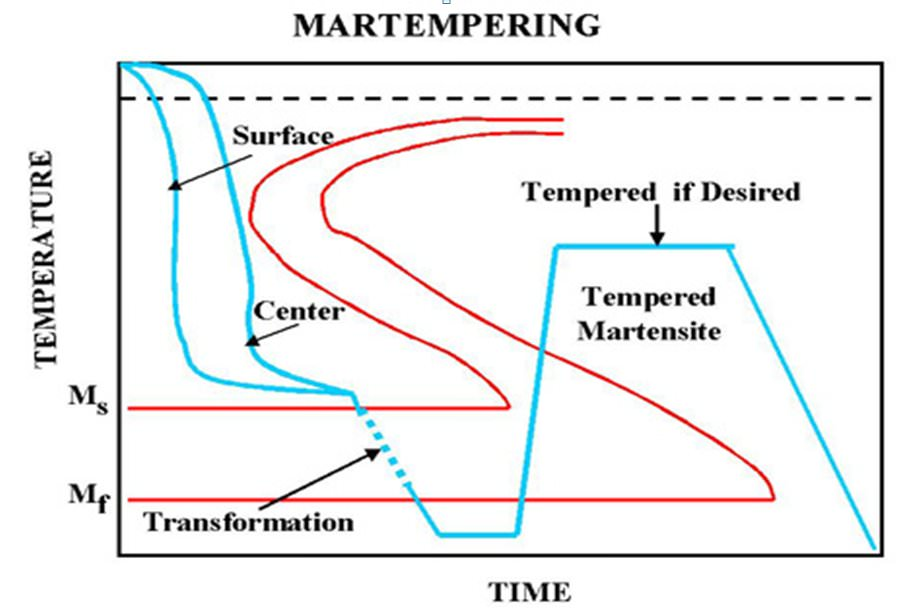 MARTEMPERING
Surface
Tempered if Desired
TEMPERATURE
Center
Tempered
Martensite
Ms
Mf
Transformation
TIME